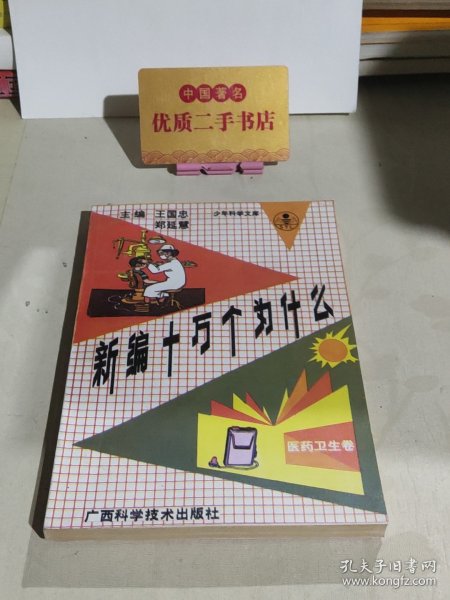 中国著名
优质二手书店
主编 王国忠
郑延慧
少年科学文库
新编十万个为什么
医药卫生卷
广西科学技术出版社
孔夫子旧书网
www.kongfz.com